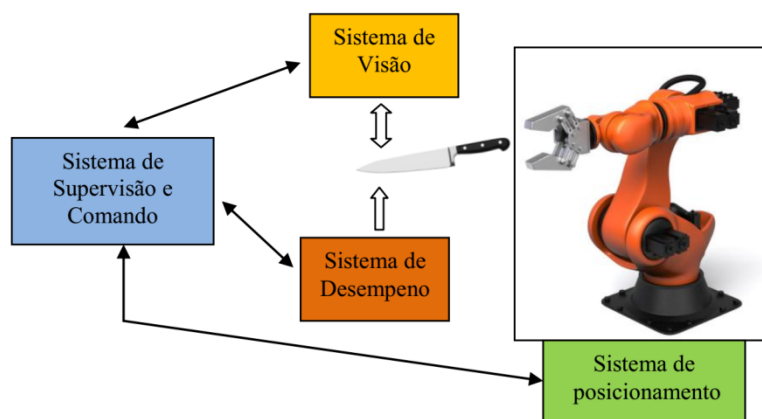 Sistema de
Visão
Sistema de
Supervisão e
Comando
Sistema de
Desempeno
Sistema de
posicionamento